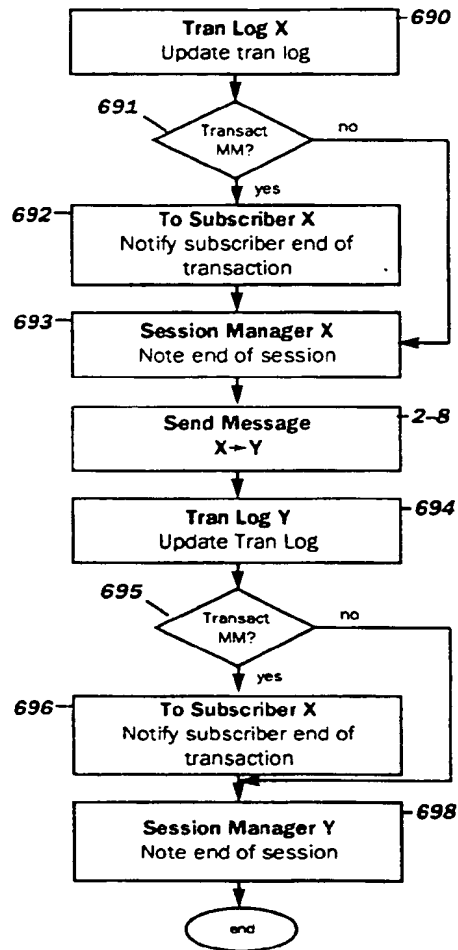 Tran Log X
Update tran log
690
691
Transact
MM?
no
yes
692
To Subscriber X
Notify subscriber end of
transaction
693
Session Manager X
Note end of session
Send Message
X→Y
2-8
Tran Log Y
Update Tran Log
694
695
Transact
MM?
no
yes
696
To Subscriber X
Notify subscriber end of
transaction
Session Manager Y
Note end of session
698
end